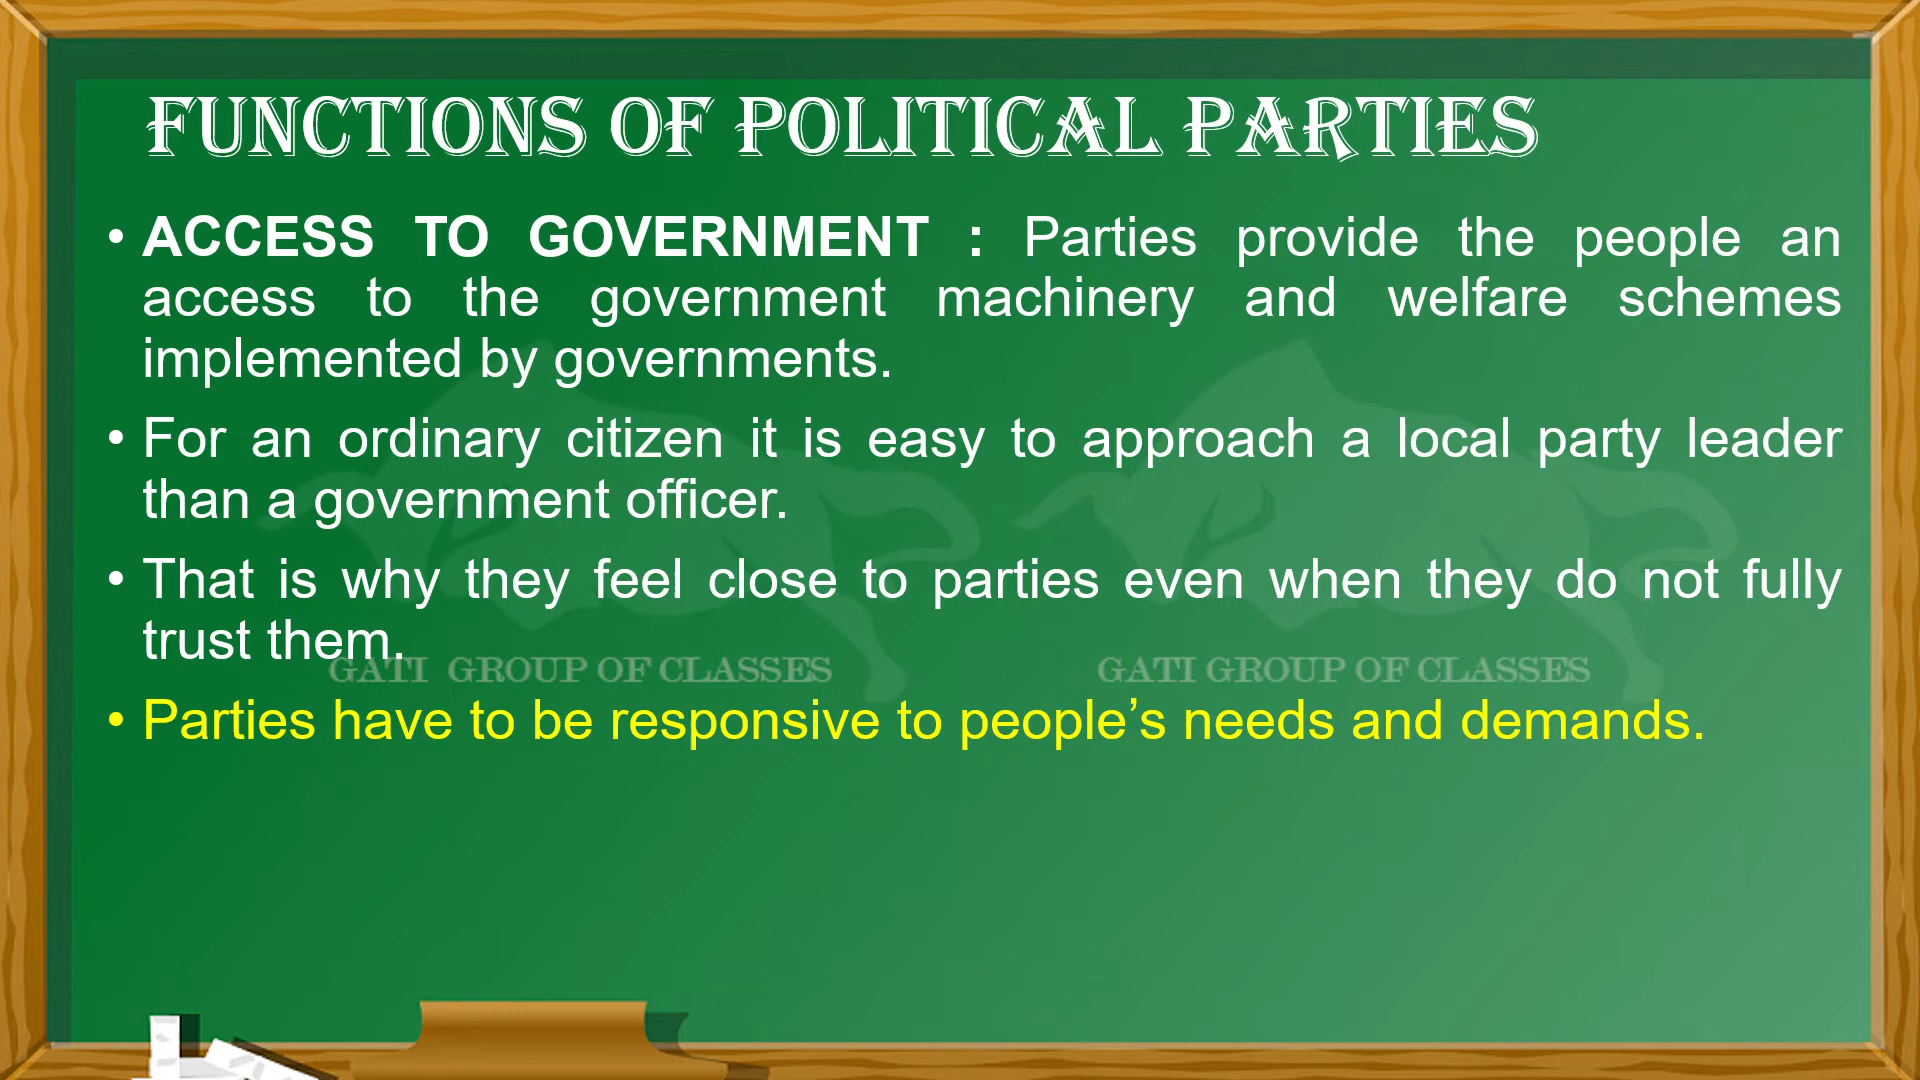 FUNCTIONS OF POLITICAL PARTIES
• ACCESS TO GOVERNMENT : Parties provide the people an
access to the government machinery and welfare schemes
implemented by governments.
• For an ordinary citizen it is easy to approach a local party leader
than a government officer.
• That is why they feel close to parties even when they do not fully
trust them.
GATI GROUP OF CLASSES GATI GROUP OF CLASSES
• Parties have to be responsive to people’s needs and demands.